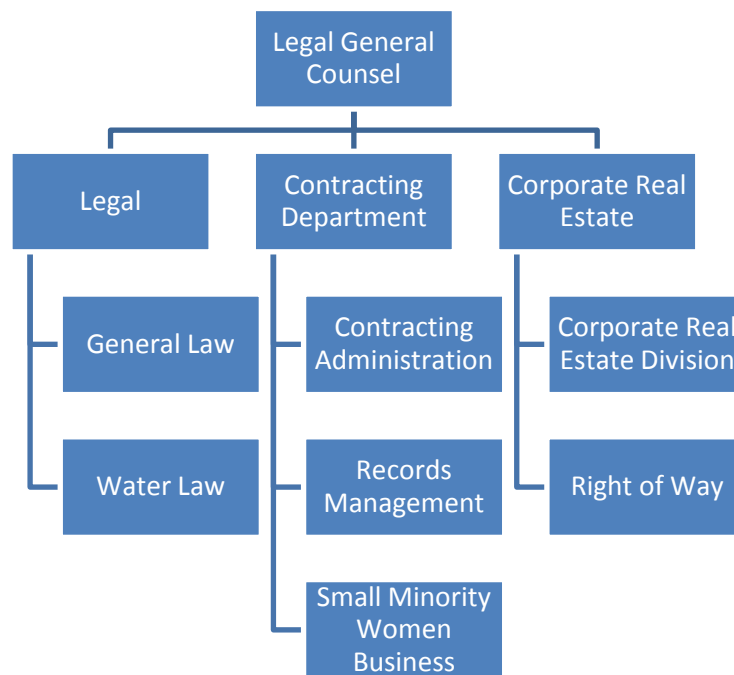 Legal General
Counsel
Legal
Contracting
Department
Corporate Real
Estate
General Law
Contracting
Administration
Corporate Real
Estate Division
Water Law
Records
Management
Right of Way
Small Minority
Women
Business